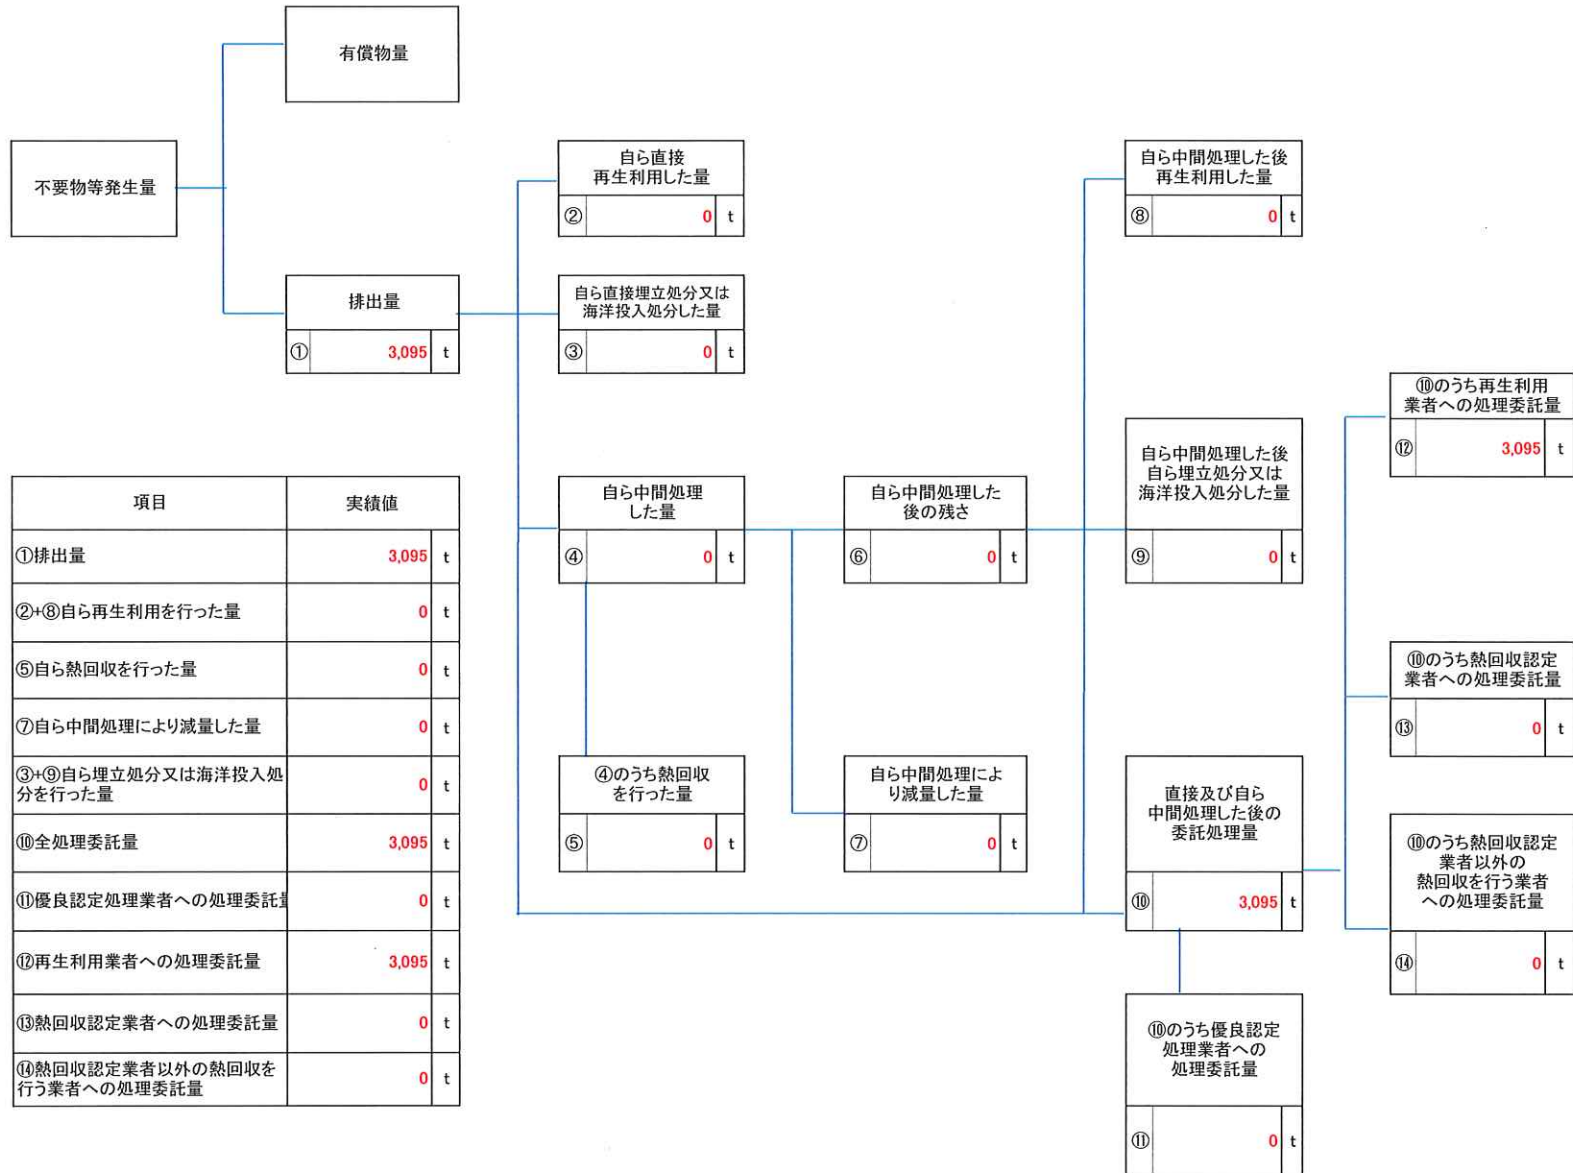 有償物量
不要物等発生量
排出量
① 3,095 t
自ら直接
再生利用した量
② 0 t
自ら直接埋立処分又は
海洋投入処分した量
③ 0 t
自ら中間処理
した量
④ 0 t
④のうち熱回収
を行った量
⑤ 0 t
自ら中間処理した
後の残さ
⑥ 0 t
自ら中間処理によ
り減量した量
⑦ 0 t
自ら中間処理した後
再生利用した量
⑧ 0 t
自ら中間処理した後
自ら埋立処分又は
海洋投入処分した量
⑨ 0 t
直接及び自ら
中間処理した後の
委託処理量
⑩ 3,095 t
⑩のうち優良認定
処理業者への
処理委託量
⑪ 0 t
⑩のうち再生利用
業者への処理委託量
⑫ 3,095 t
⑩のうち熱回収認定
業者への処理委託量
⑬ 0 t
⑩のうち熱回収認定
業者以外の
熱回収を行う業者
への処理委託量
⑭ 0 t
項目 実績値
①排出量 3,095 t
②+⑧自ら再生利用を行った量 0 t
⑤自ら熱回収を行った量 0 t
⑦自ら中間処理により減量した量 0 t
③+⑨自ら埋立処分又は海洋投入処
分を行った量 0 t
⑩全処理委託量 3,095 t
⑪優良認定処理業者への処理委託量 0 t
⑫再生利用業者への処理委託量 3,095 t
⑬熱回収認定業者への処理委託量 0 t
⑭熱回収認定業者以外の熱回収を
行う業者への処理委託量 0 t